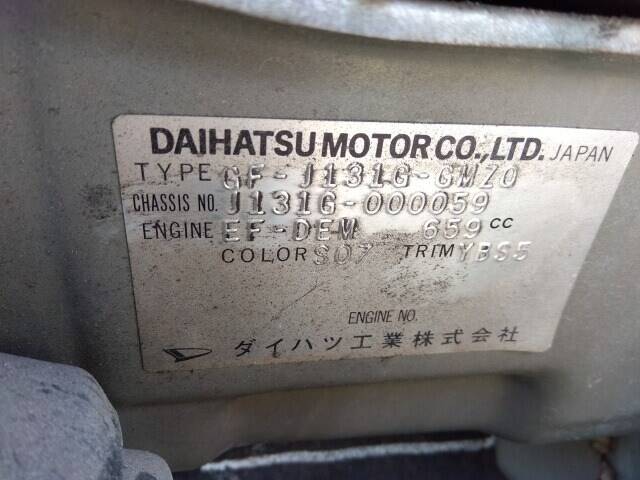 DAIHATSU MOTOR CO., LTD. JAPAN
TYPE GF-J131G-GMZQ
CHASSIS NO. J131G-000059
ENGINE EF-DEM 659 CC
COLOR S07 TRIM YBS5
ENGINE NO.
ダイハツ工業株式会社